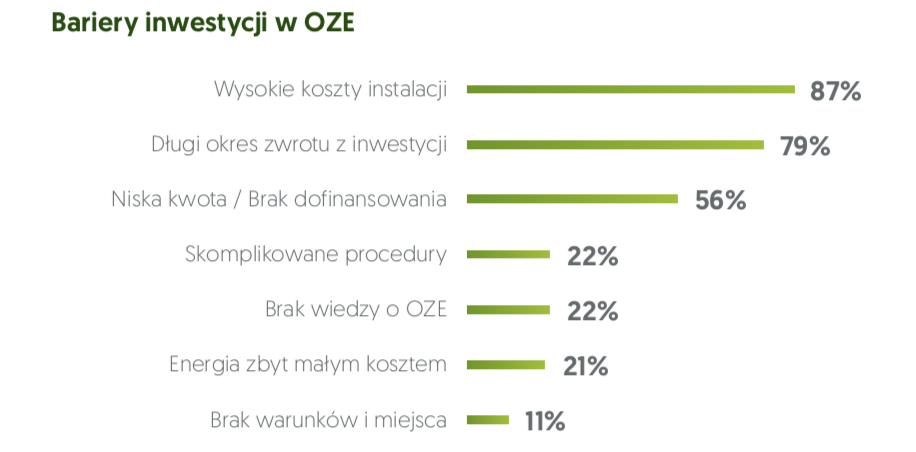 Bariery inwestycji w OZE
Wysokie koszty instalacji 87%
Długi okres zwrotu z inwestycji 79%
Niska kwota / Brak dofinansowania 56%
Skomplikowane procedury 22%
Brak wiedzy o OZE 22%
Energia zbyt małym kosztem 21%
Brak warunków i miejsca 11%